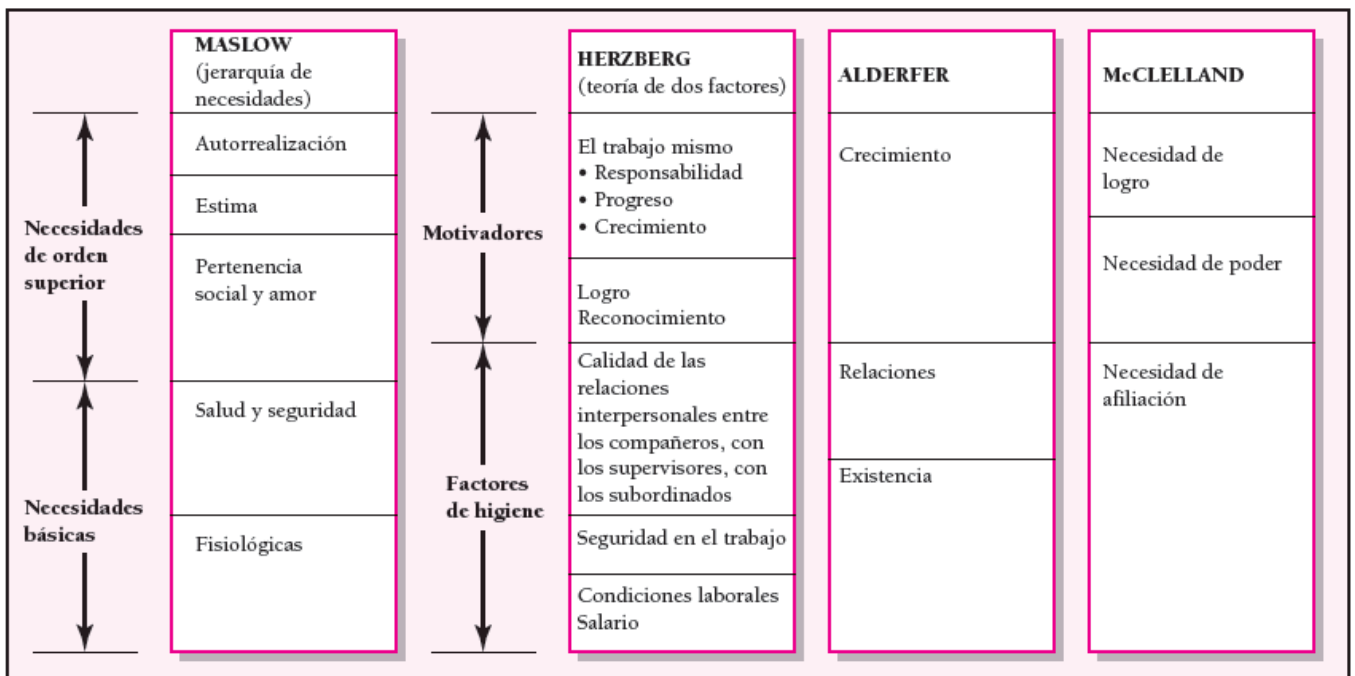 Necesidades
de orden
superior
Necesidades
básicas
MASLOW
(jerarquía de
necesidades)
Autorrealización
Estima
Pertenencia
social y amor
Salud y seguridad
Fisiológicas
Motivadores
Factores
de higiene
HERZBERG
(teoría de dos factores)
El trabajo mismo
• Responsabilidad
• Progreso
• Crecimiento
Logro
Reconocimiento
Calidad de las
relaciones
interpersonales entre
los compañeros, con
los supervisores, con
los subordinados
Seguridad en el trabajo
Condiciones laborales
Salario
ALDERFER
Crecimiento
Relaciones
Existencia
McCLELLAND
Necesidad de
logro
Necesidad de poder
Necesidad de
afiliación